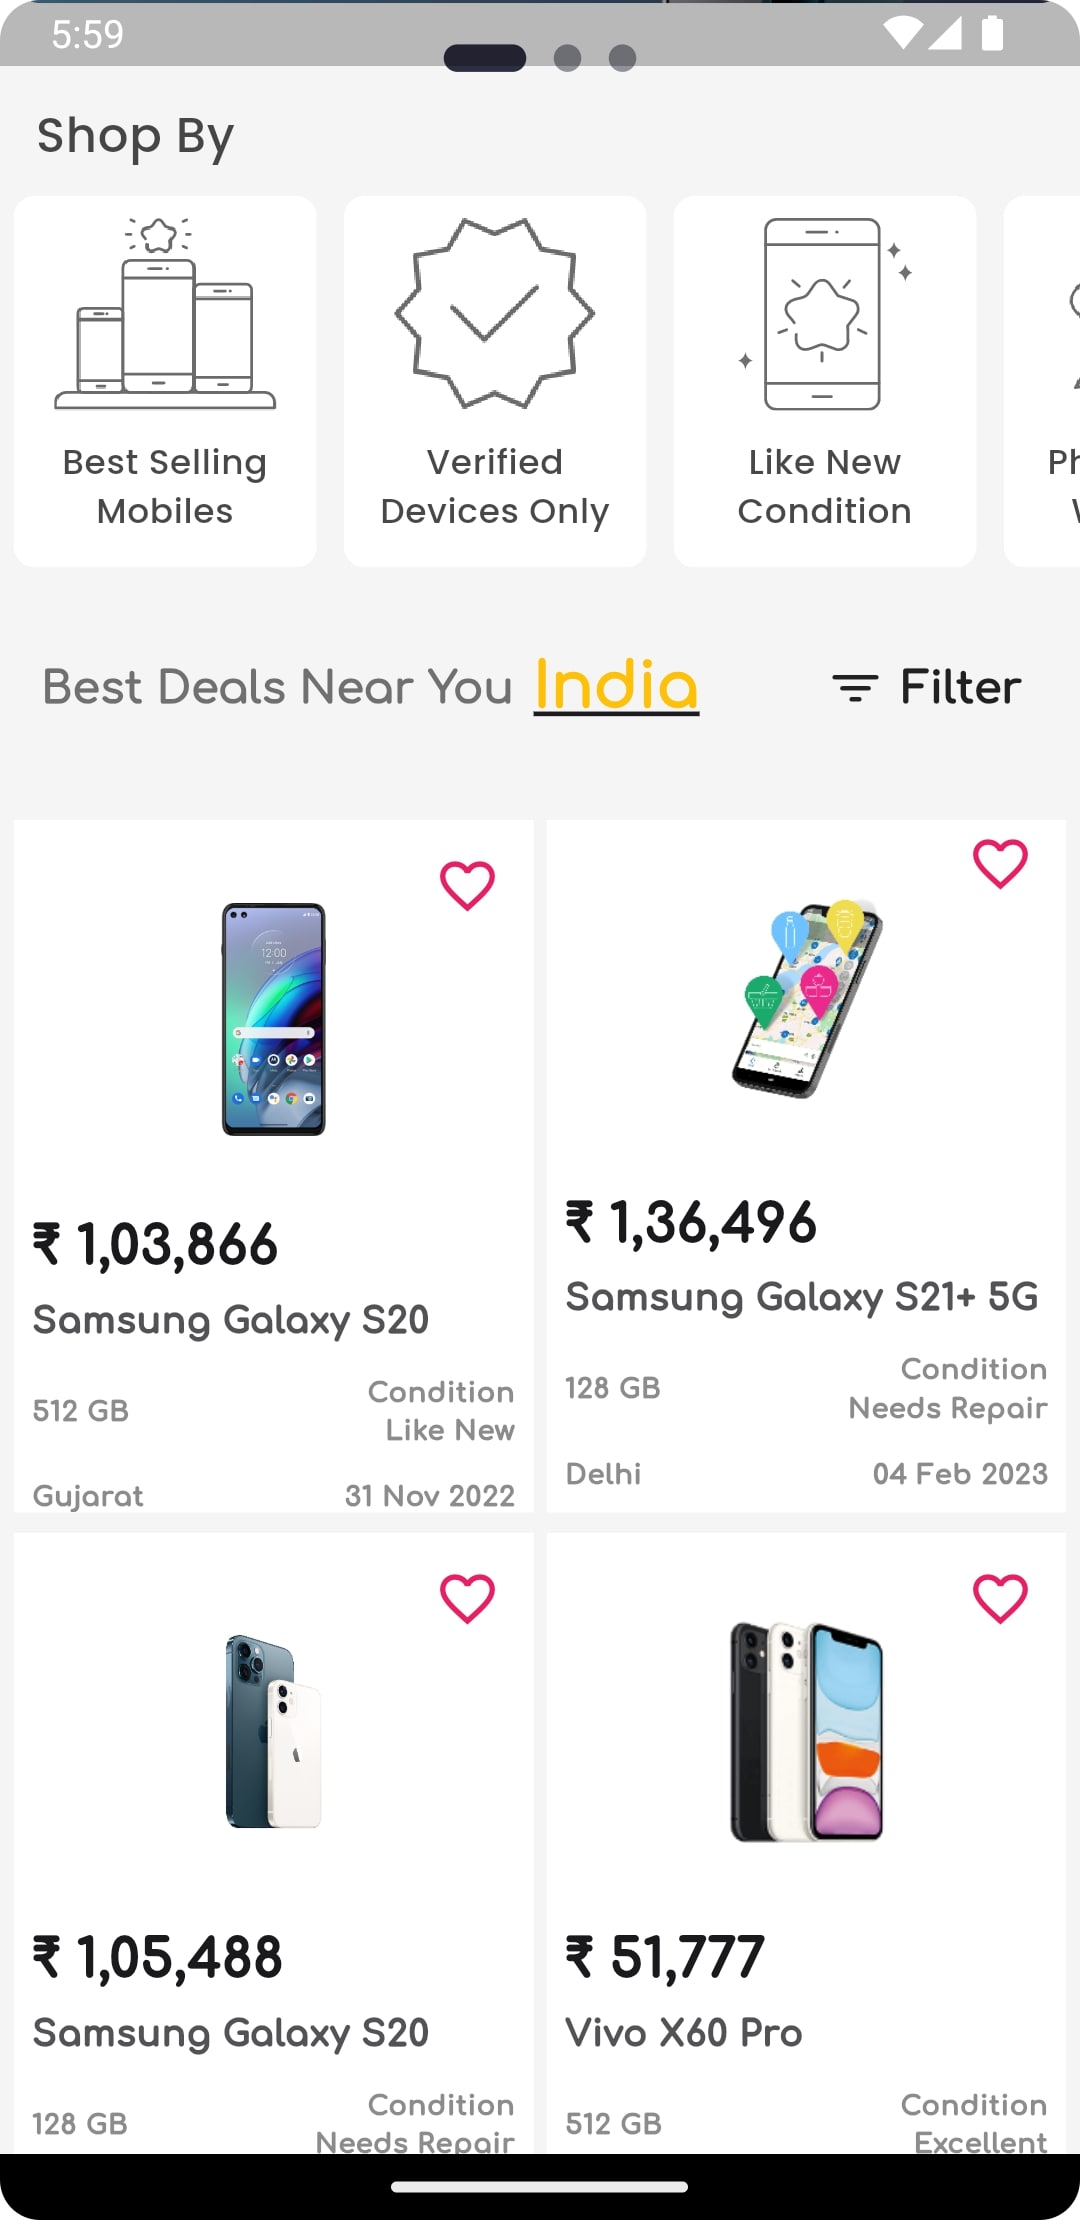 5:59
Shop By
Best Selling
Mobiles
Verified
Devices Only
Like New
Condition
Best Deals Near You India
Filter
12:00
₹ 1,03,866
Samsung Galaxy S20
512 GB
Condition
Like New
Gujarat
31 Nov 2022
₹ 1,36,496
Samsung Galaxy S21+ 5G
128 GB
Condition
Needs Repair
Delhi
04 Feb 2023
₹ 1,05,488
Samsung Galaxy S20
128 GB
Condition
Needs Repair
₹ 51,777
Vivo X60 Pro
512 GB
Condition
Excellent